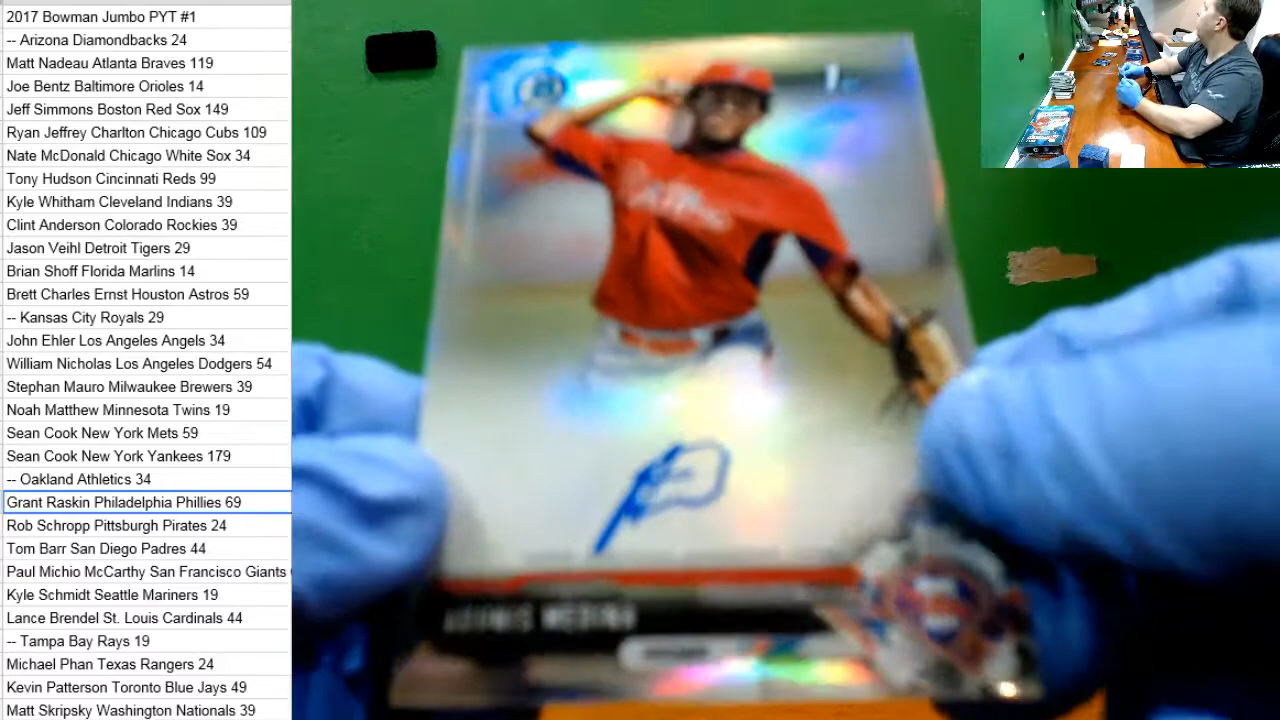 2017 Bowman Jumbo PYT #1
-- Arizona Diamondbacks 24
Matt Nadeau Atlanta Braves 119
Joe Bentz Baltimore Orioles 14
Jeff Simmons Boston Red Sox 149
Ryan Jeffrey Charlton Chicago Cubs 109
Nate McDonald Chicago White Sox 34
Tony Hudson Cincinnati Reds 99
Kyle Whitham Cleveland Indians 39
Clint Anderson Colorado Rockies 39
Jason Veihl Detroit Tigers 29
Brian Shoff Florida Marlins 14
Brett Charles Ernst Houston Astros 59
-- Kansas City Royals 29
John Ehler Los Angeles Angels 34
William Nicholas Los Angeles Dodgers 54
Stephan Mauro Milwaukee Brewers 39
Noah Matthew Minnesota Twins 19
Sean Cook New York Mets 59
Sean Cook New York Yankees 179
-- Oakland Athletics 34
Grant Raskin Philadelphia Phillies 69
Rob Schropp Pittsburgh Pirates 24
Tom Barr San Diego Padres 44
Paul Michio McCarthy San Francisco Giants
Kyle Schmidt Seattle Mariners 19
Lance Brendel St. Louis Cardinals 44
-- Tampa Bay Rays 19
Michael Phan Texas Rangers 24
Kevin Patterson Toronto Blue Jays 49
Matt Skripsky Washington Nationals 39